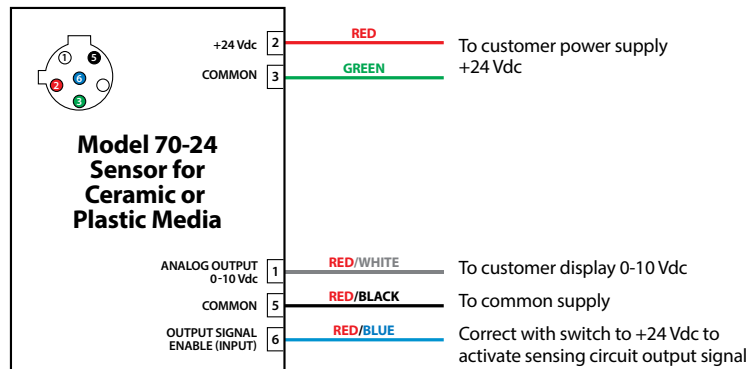 1
5
2
6
3
+24 Vdc 2 RED To customer power supply
+24 Vdc
COMMON 3 GREEN
Model 70-24
Sensor for
Ceramic or
Plastic Media
ANALOG OUTPUT
0-10 Vdc
1 RED/WHITE To customer display 0-10 Vdc
COMMON 5 RED/BLACK To common supply
OUTPUT SIGNAL
ENABLE (INPUT)
6 RED/BLUE Correct with switch to +24 Vdc to
activate sensing circuit output signal